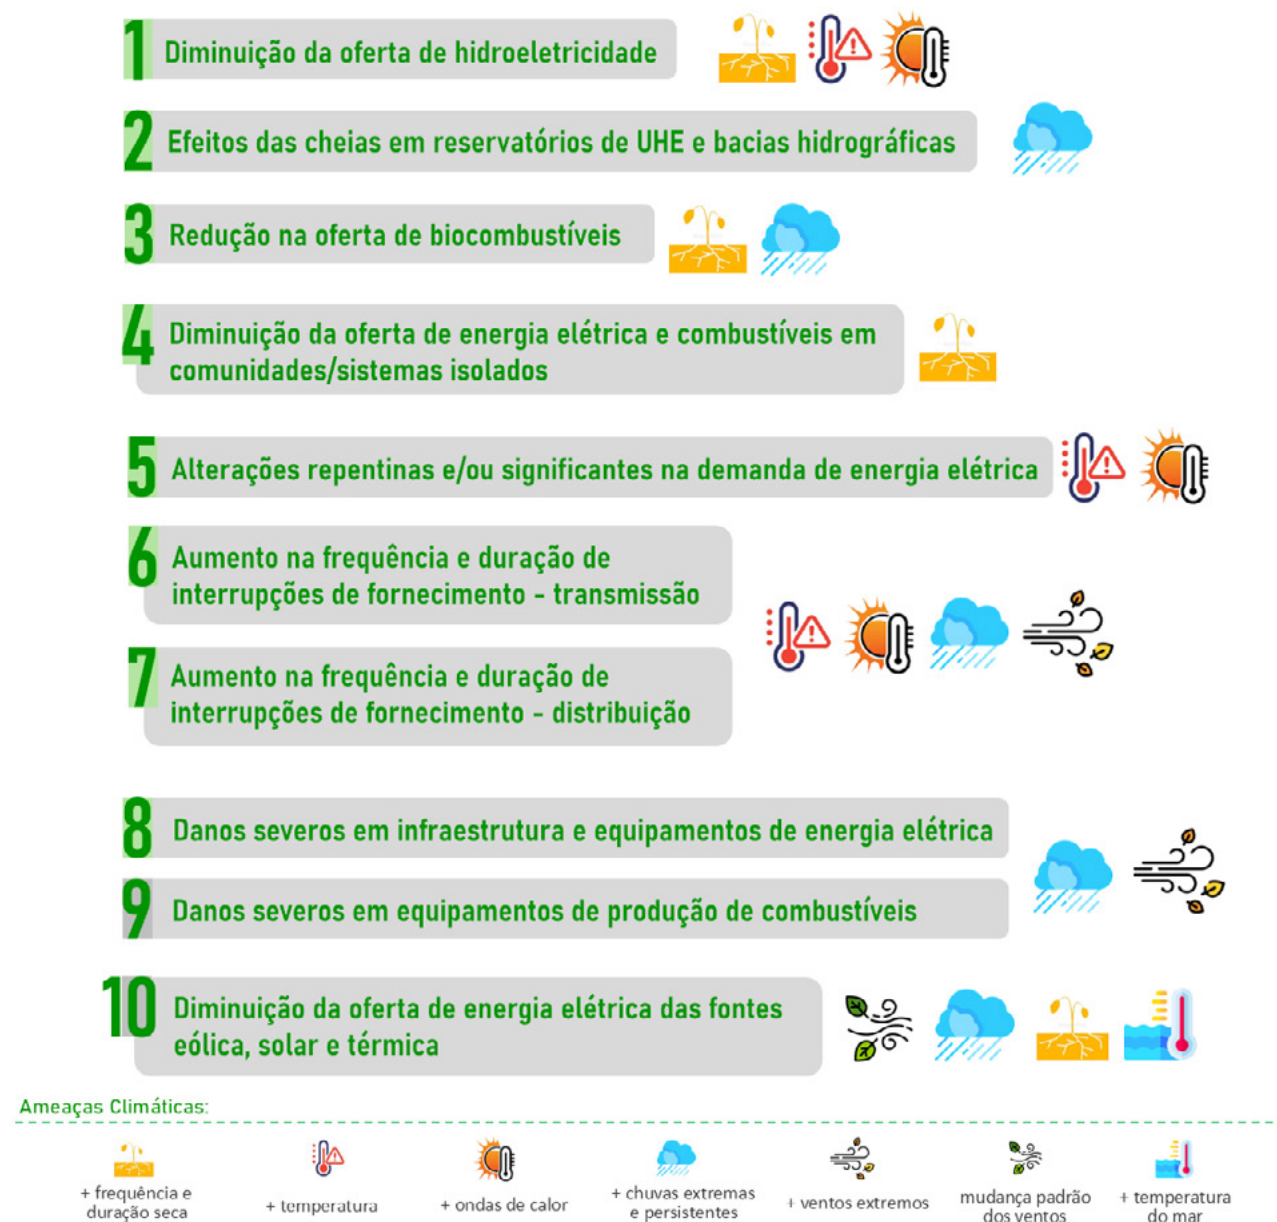 1 Diminuição da oferta de hidroeletricidade
2 Efeitos das cheias em reservatórios de UHE e bacias hidrográficas
3 Redução na oferta de biocombustíveis
4 Diminuição da oferta de energia elétrica e combustíveis em
comunidades/sistemas isolados
5 Alterações repentinas e/ou significantes na demanda de energia elétrica
6 Aumento na frequência e duração de
interrupções de fornecimento - transmissão
7 Aumento na frequência e duração de
interrupções de fornecimento - distribuição
8 Danos severos em infraestrutura e equipamentos de energia elétrica
9 Danos severos em equipamentos de produção de combustíveis
10 Diminuição da oferta de energia elétrica das fontes
eólica, solar e térmica
Ameaças Climáticas:
+ frequência e
duração seca
+ temperatura
+ ondas de calor
+ chuvas extremas
e persistentes
+ ventos extremos
mudança padrão
dos ventos
+ temperatura
do mar